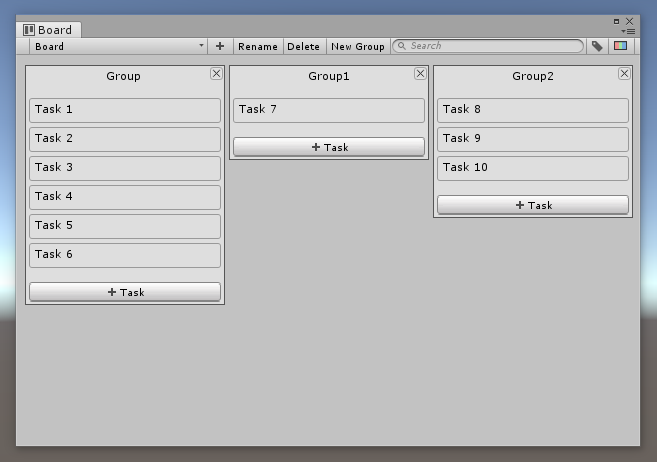 Board
Board Rename Delete New Group Search
Group
Task 1
Task 2
Task 3
Task 4
Task 5
Task 6
+ Task
Group1
Task 7
+ Task
Group2
Task 8
Task 9
Task 10
+ Task